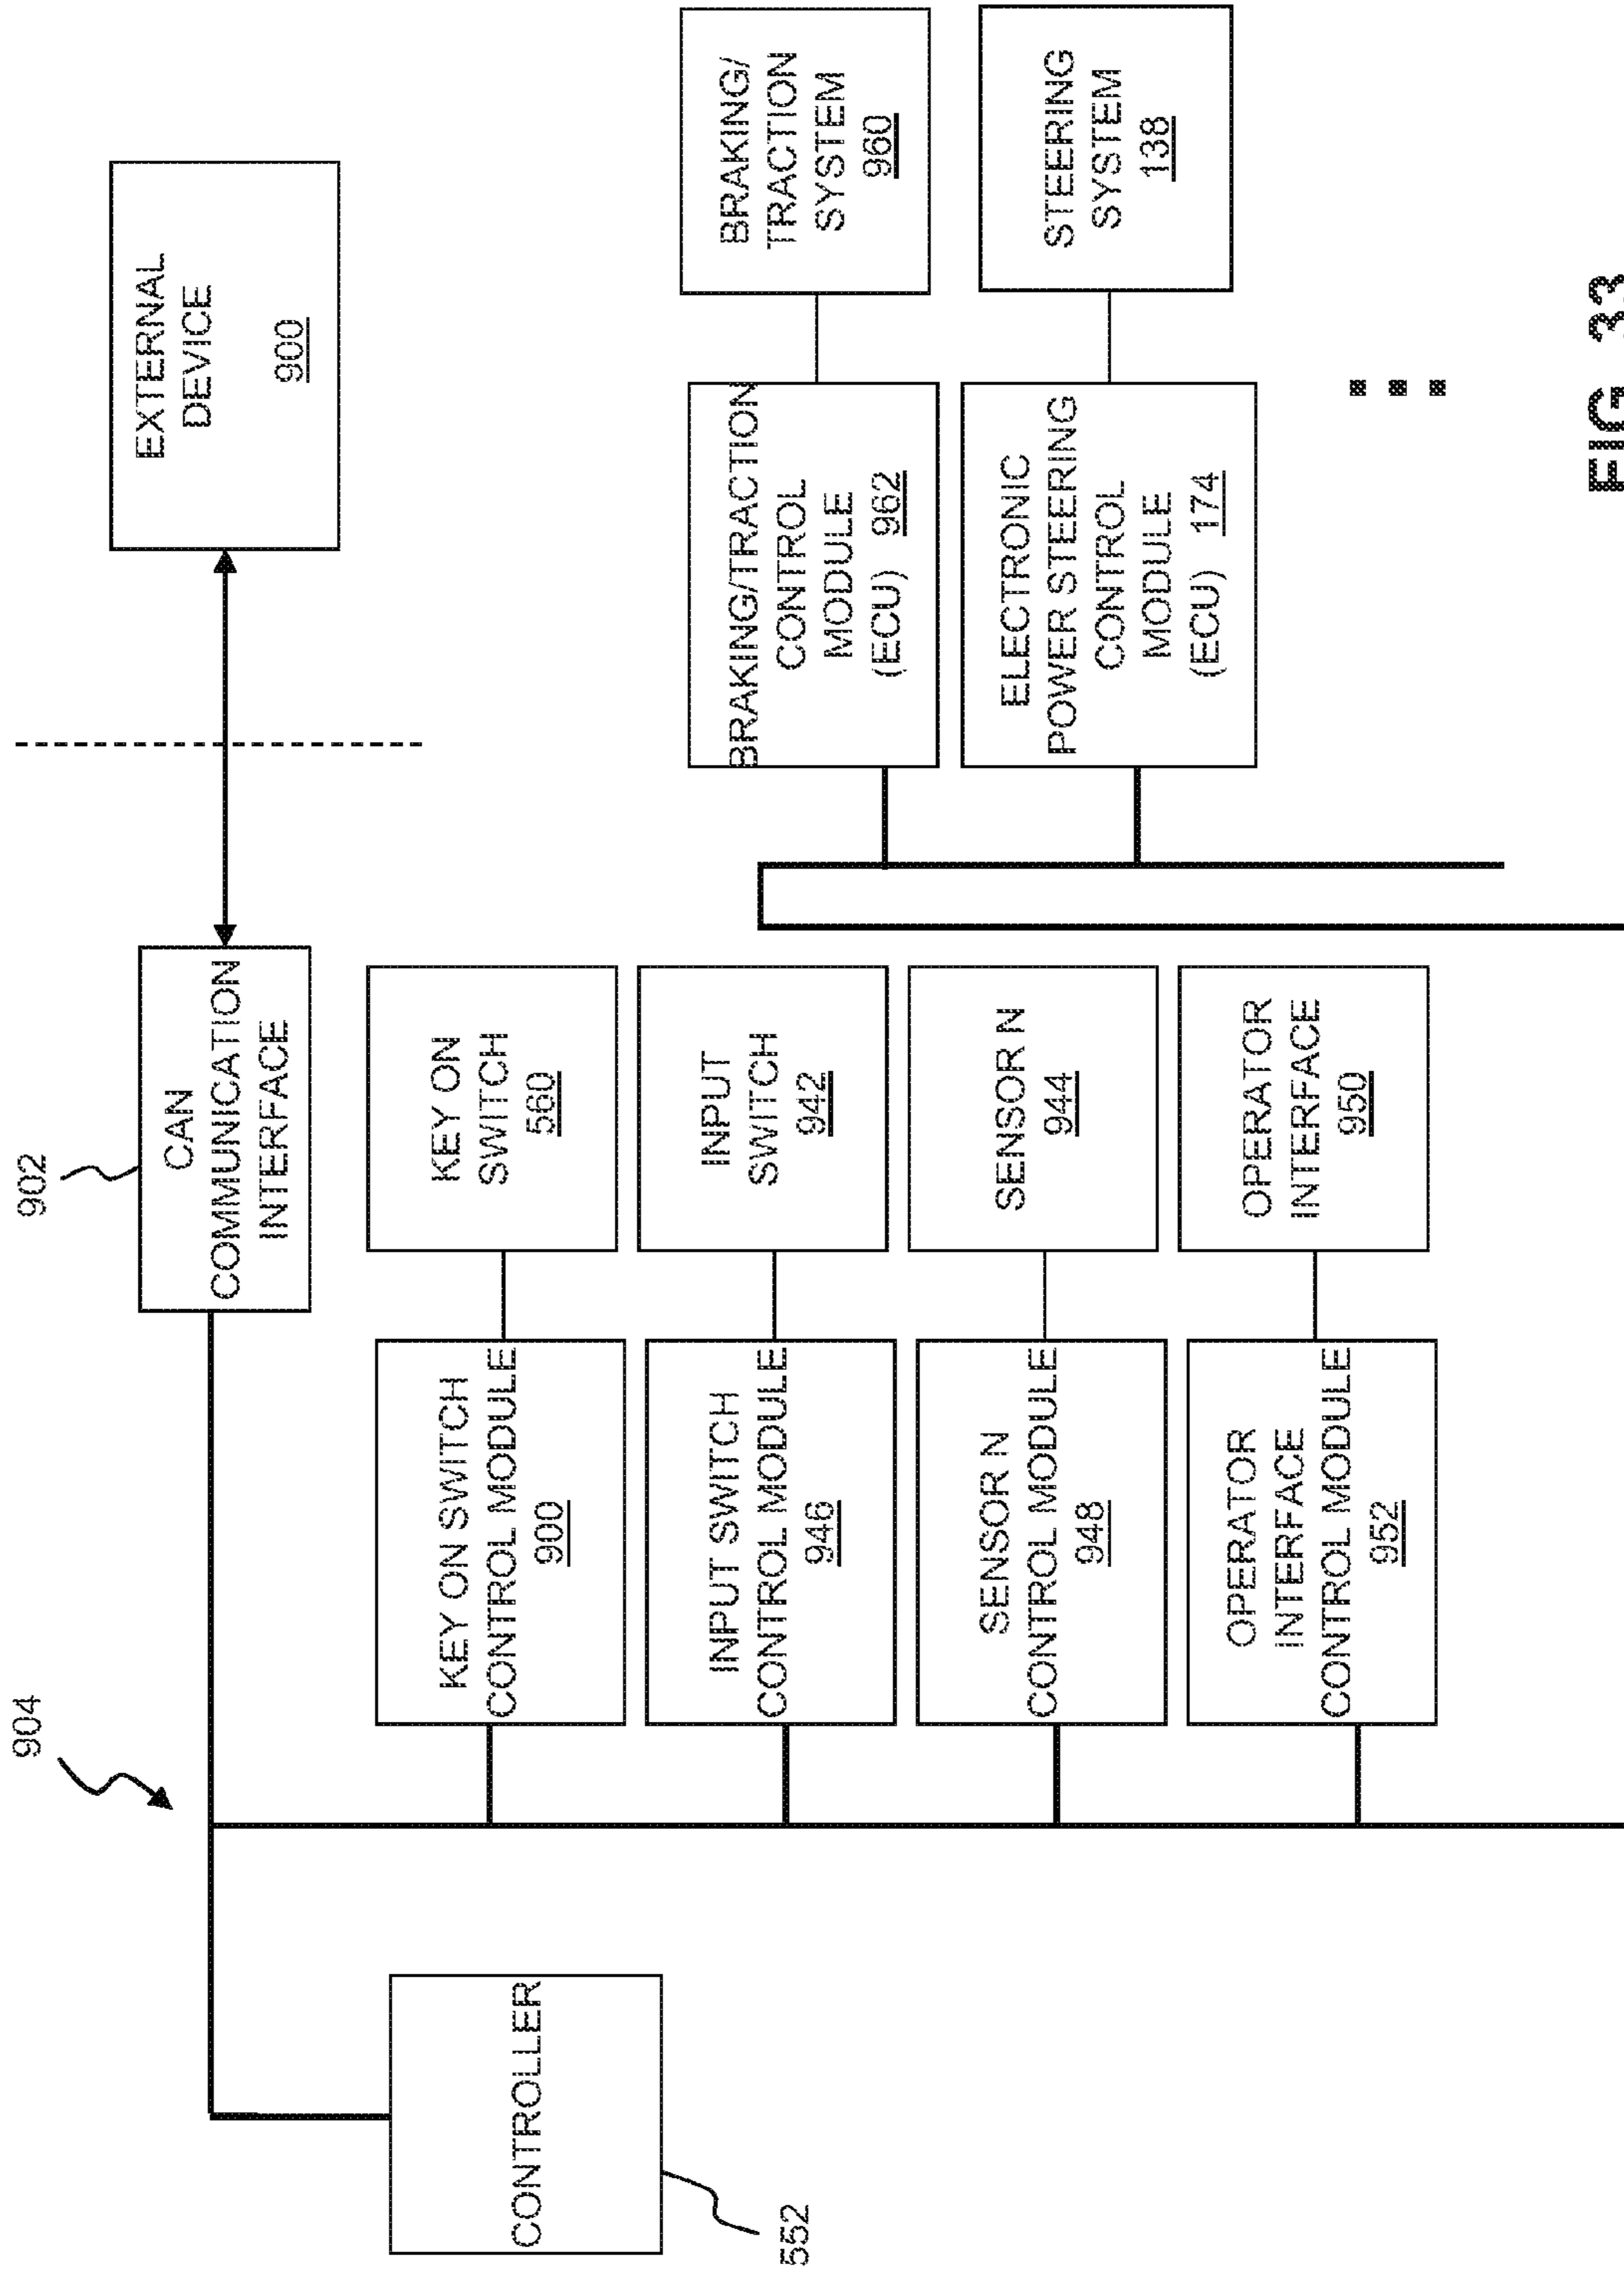 904
902
CAN
COMMUNICATION
INTERFACE
EXTERNAL
DEVICE
900
CONTROLLER
552
KEY ON SWITCH
CONTROL MODULE
900
KEY ON
SWITCH
560
INPUT SWITCH
CONTROL MODULE
946
INPUT
SWITCH
942
SENSOR N
CONTROL MODULE
948
SENSOR N
944
OPERATOR
INTERFACE
CONTROL MODULE
952
OPERATOR
INTERFACE
950
BRAKING/TRACTION
CONTROL
MODULE
(ECU) 962
BRAKING/
TRACTION
SYSTEM
960
ELECTRONIC
POWER STEERING
CONTROL
MODULE
(ECU) 174
STEERING
SYSTEM
138
FIG. 33